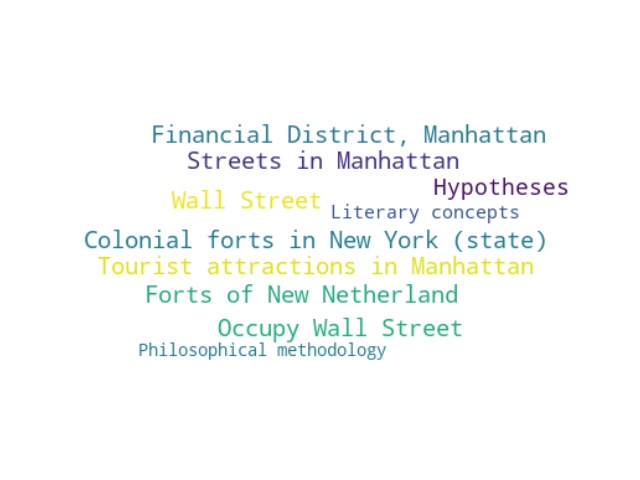 Financial District, Manhattan
Streets in Manhattan
Hypotheses
Wall Street
Literary concepts
Colonial forts in New York (state)
Tourist attractions in Manhattan
Forts of New Netherland
Occupy Wall Street
Philosophical methodology